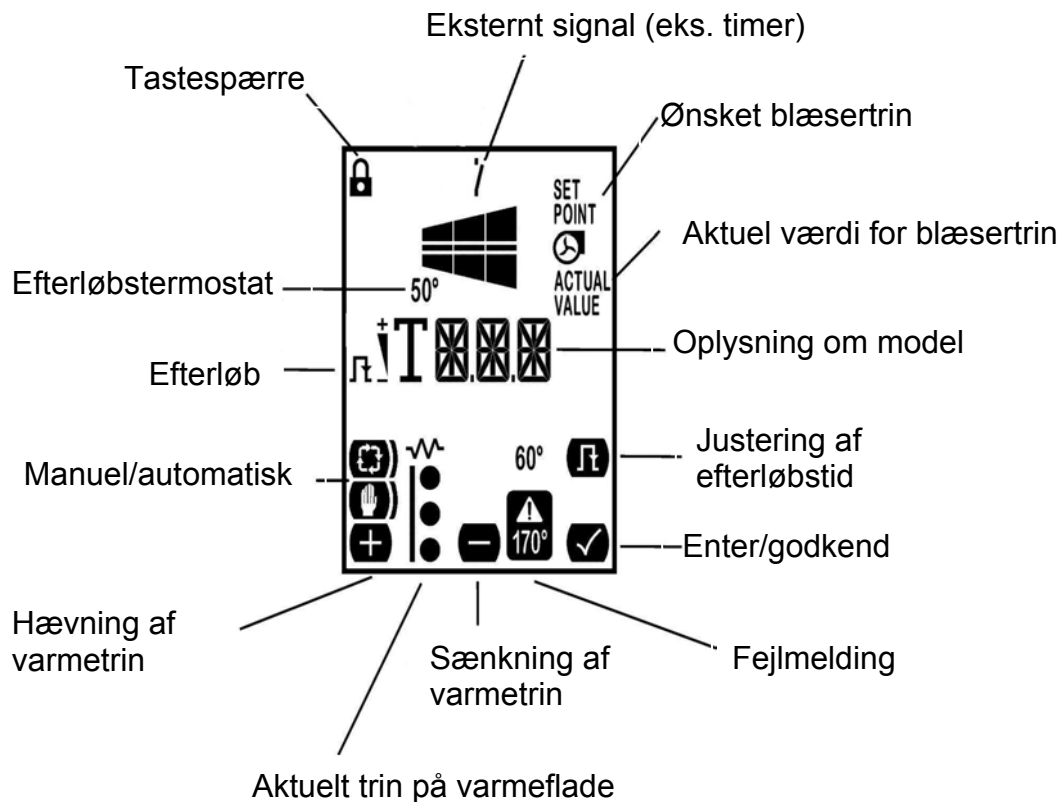 Eksternt signal (eks. timer)
Tastespærre
Ønsket blæsertrin
SET
POINT
Aktuel værdi for blæsertrin
ACTUAL
VALUE
Efterløbstermostat
50°
Oplysning om model
+
T
-
Efterløb
60°
Justering af
efterløbstid
Manuel/automatisk
170°
Enter/godkend
Hævning af
varmetrin
Sænkning af
varmetrin
Fejlmelding
Aktuelt trin på varmeflade